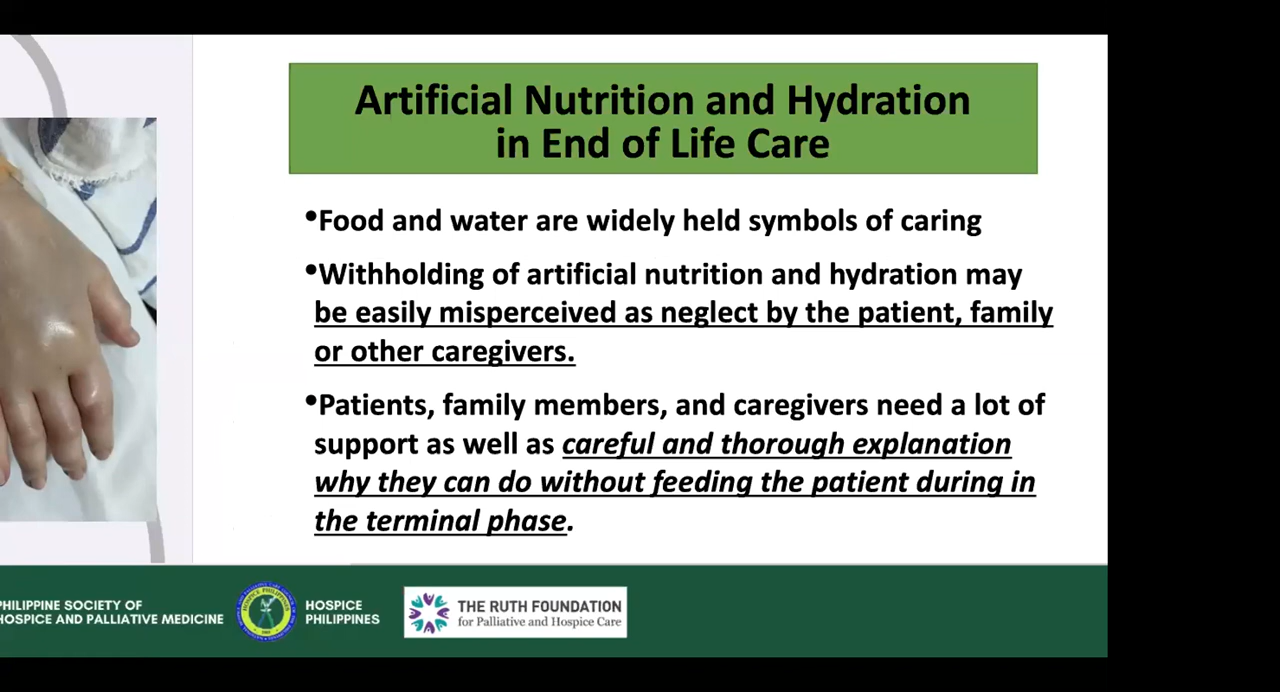 Artificial Nutrition and Hydration
in End of Life Care
•Food and water are widely held symbols of caring
•Withholding of artificial nutrition and hydration may
be easily misperceived as neglect by the patient, family
or other caregivers.
•Patients, family members, and caregivers need a lot of
support as well as careful and thorough explanation
why they can do without feeding the patient during in
the terminal phase.
PHILIPPINE SOCIETY OF
HOSPICE AND PALLIATIVE MEDICINE
HOSPICE
PHILIPPINES
THE RUTH FOUNDATION
for Palliative and Hospice Care